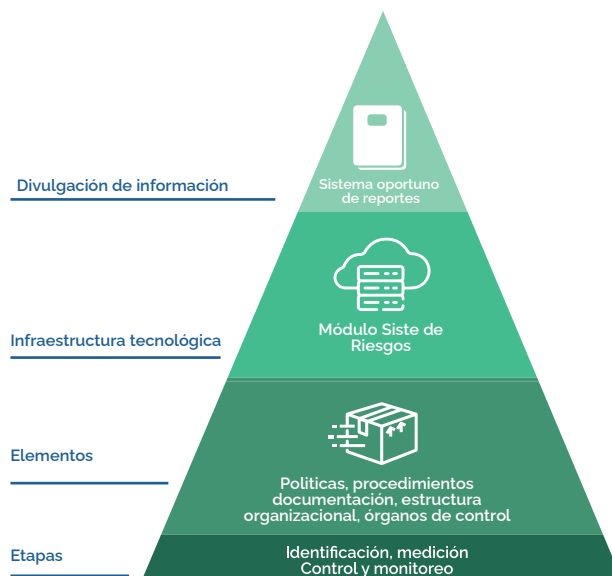 Sistema oportuno
de reportes
Divulgación de información
Módulo Siste de
Riesgos
Infraestructura tecnológica
Elementos
Politicas, procedimientos
documentación, estructura
organizacional, órganos de control
Etapas
Identificación, medición
Control y monitoreo